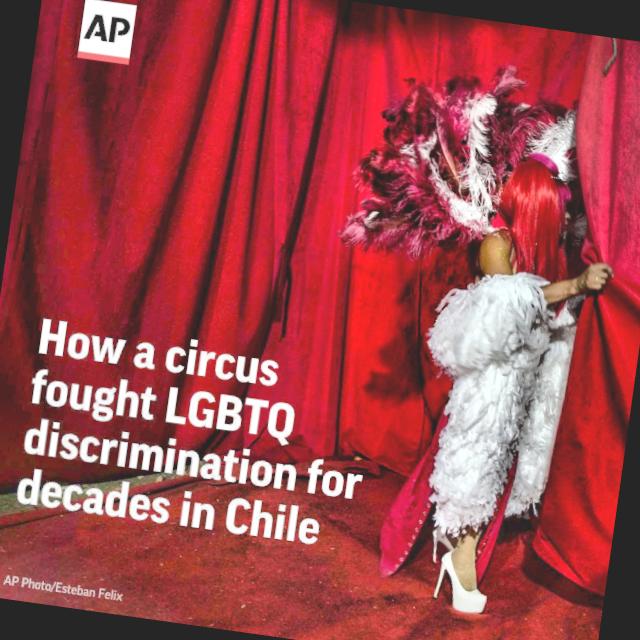 AP
How a circus
fought LGBTQ
discrimination for
decades in Chile
AP Photo/Esteban Felix